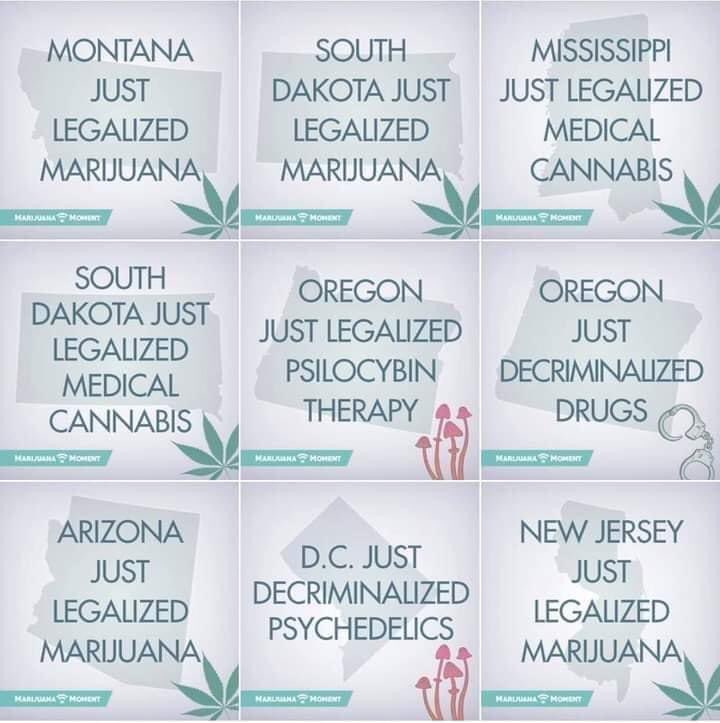 MONTANA
JUST
LEGALIZED
MARIJUANA
MARIJUANA MOMENT
SOUTH
DAKOTA JUST
LEGALIZED
MARIJUANA
MARIJUANA MOMENT
MISSISSIPPI
JUST LEGALIZED
MEDICAL
CANNABIS
MARIJUANA MOMENT
SOUTH
DAKOTA JUST
LEGALIZED
MEDICAL
CANNABIS
MARIJUANA MOMENT
OREGON
JUST LEGALIZED
PSILOCYBIN
THERAPY
MARIJUANA MOMENT
OREGON
JUST
DECRIMINALIZED
DRUGS
MARIJUANA MOMENT
ARIZONA
JUST
LEGALIZED
MARIJUANA
MARIJUANA MOMENT
D.C. JUST
DECRIMINALIZED
PSYCHEDELICS
MARIJUANA MOMENT
NEW JERSEY
JUST
LEGALIZED
MARIJUANA
MARIJUANA MOMENT